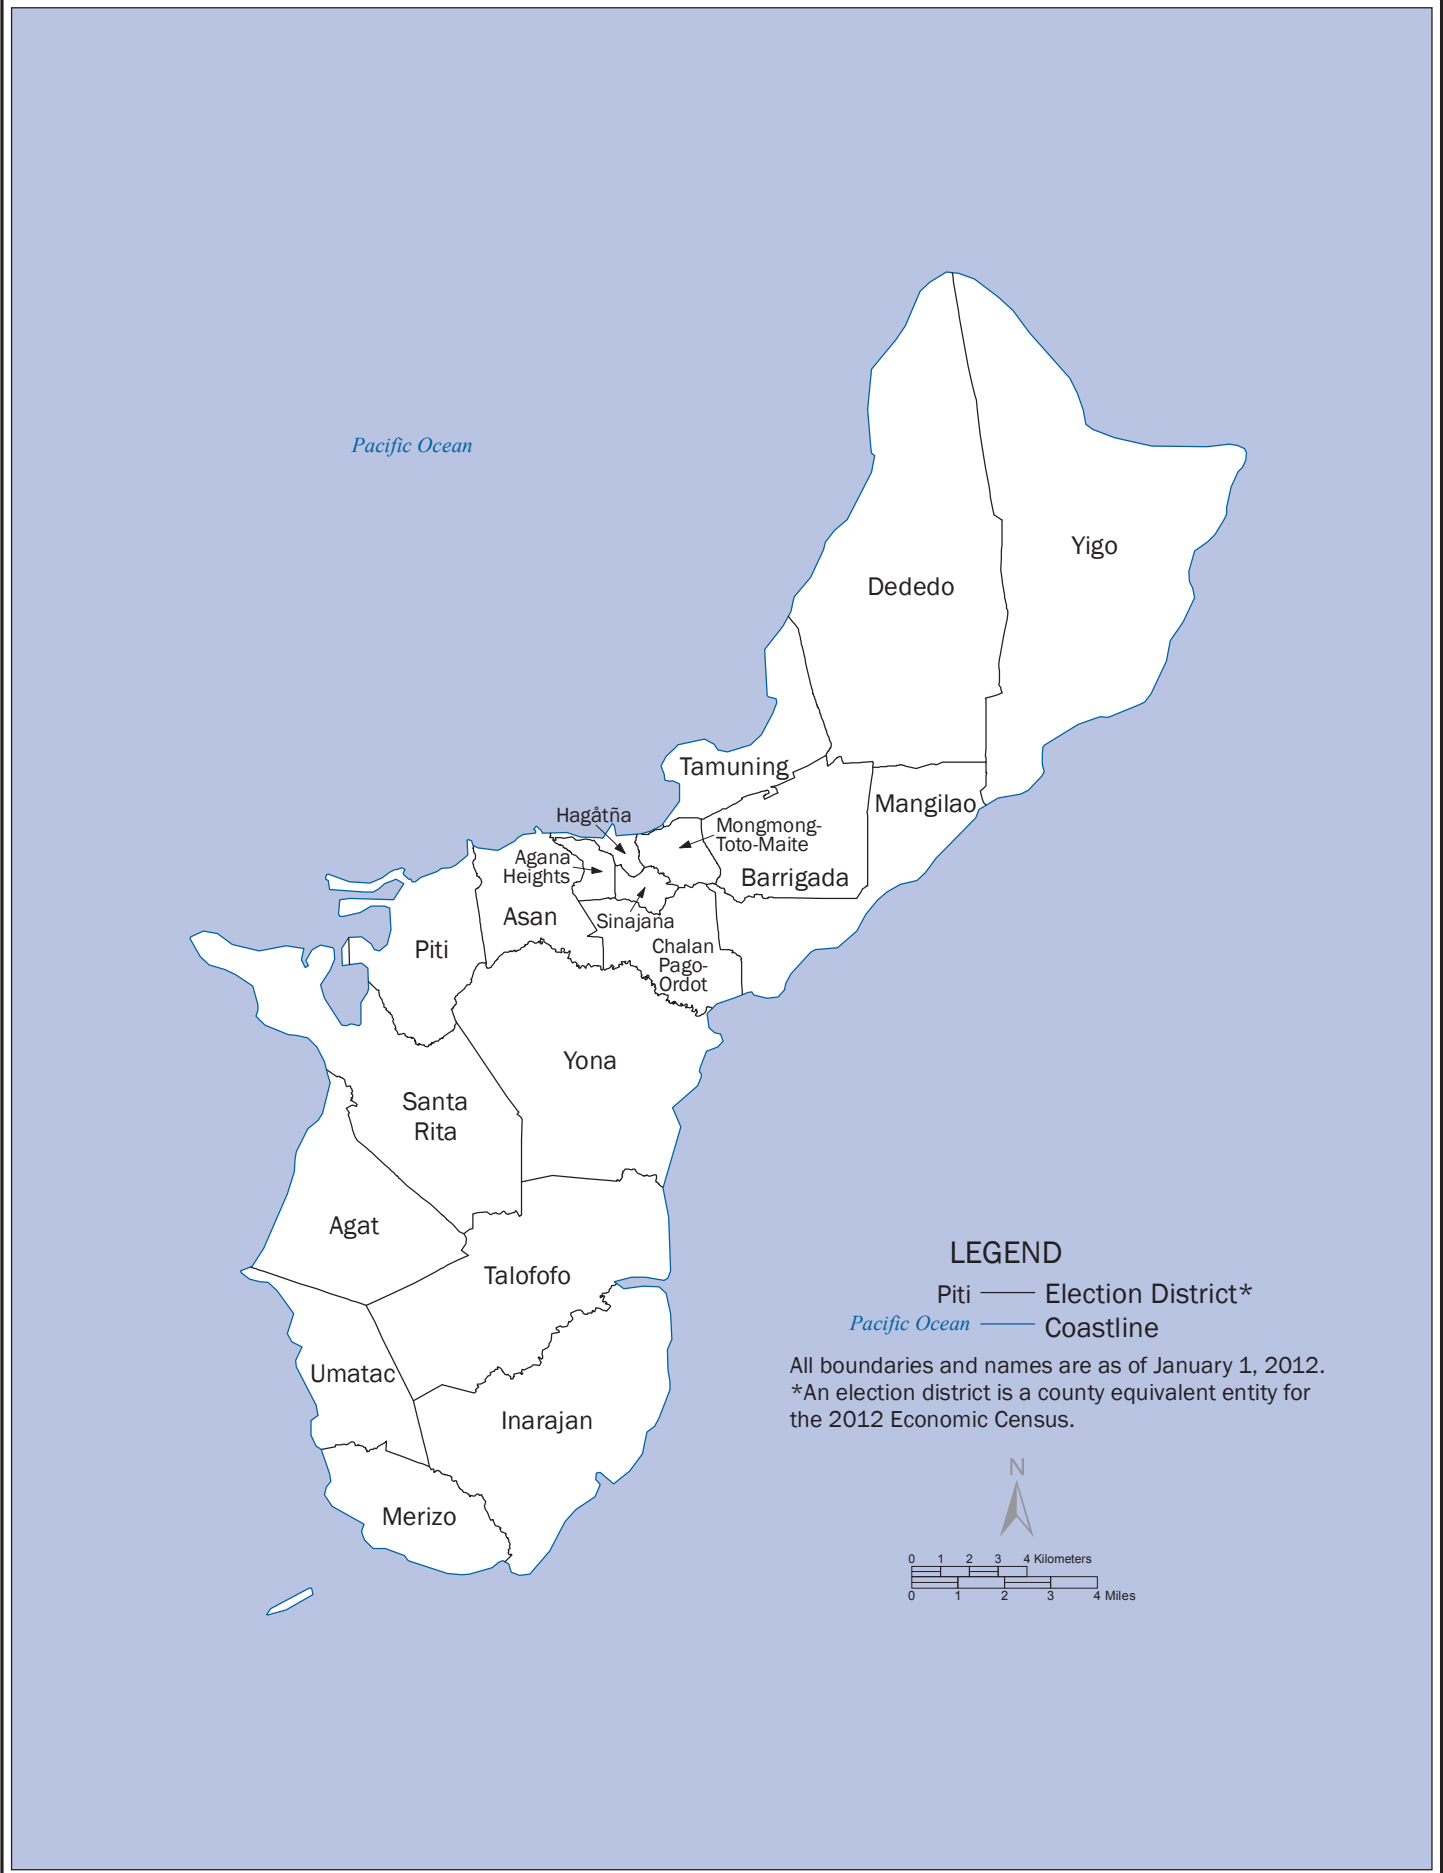 Pacific Ocean
Yigo
Dededo
Tamuning
Mangilao
Hagåtña
Mongmong-
Toto-Maite
Agana
Heights
Barrigada
Asan
Sinajana
Piti
Chalan
Pago-
Ordot
Yona
Santa
Rita
Agat
Talofofo
Umatac
Inarajan
Merizo
LEGEND
Piti Election District*
Pacific Ocean Coastline
All boundaries and names are as of January 1, 2012.
*An election district is a county equivalent entity for
the 2012 Economic Census.
N
0 1 2 3 4 Kilometers
0 1 2 3 4 Miles